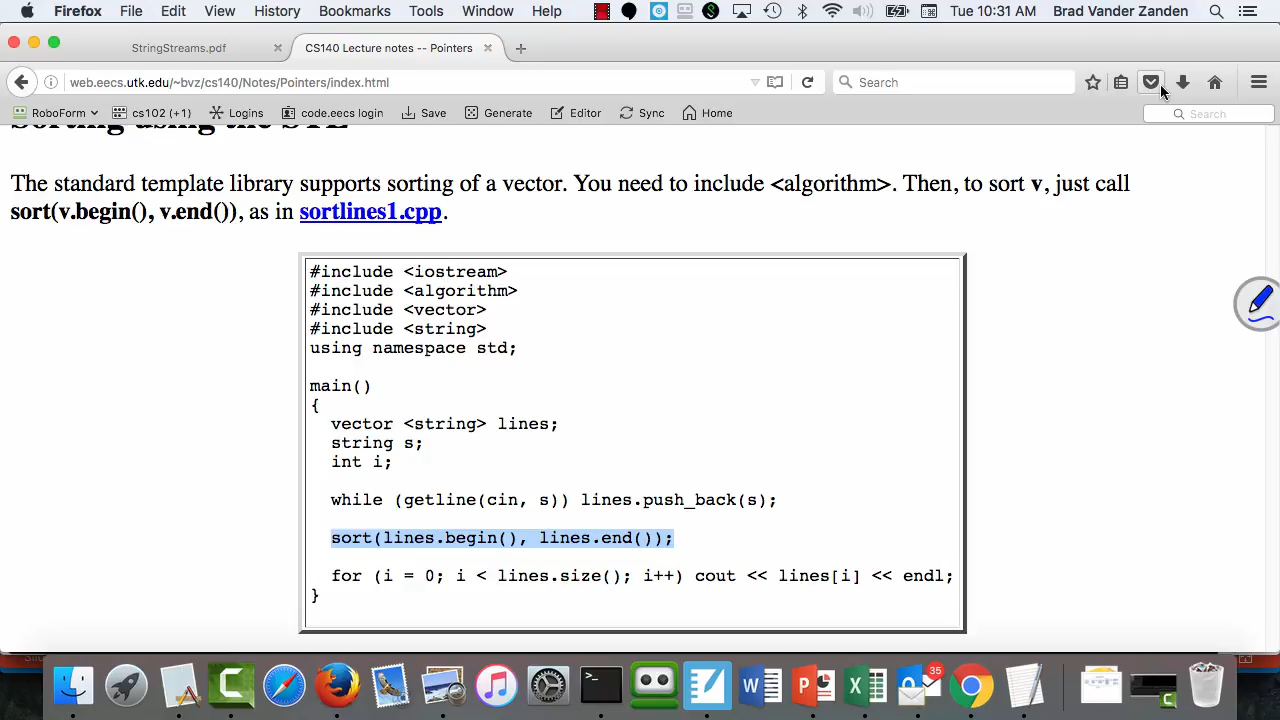 Firefox File Edit View History Bookmarks Tools Window Help Tue 10:31 AM Brad Vander Zanden
StringStreams.pdf CS140 Lecture notes -- Pointers
web.eecs.utk.edu/~bvz/cs140/Notes/Pointers/index.html Search
RoboForm cs102 (+1) Logins code.eecs login Save Generate Editor Sync Home Search
Sorting using the STL
The standard template library supports sorting of a vector. You need to include <algorithm>. Then, to sort v, just call
sort(v.begin(), v.end()), as in sortlines1.cpp.
#include <iostream>
#include <algorithm>
#include <vector>
#include <string>
using namespace std;
main()
{
vector <string> lines;
string s;
int i;
while (getline(cin, s)) lines.push_back(s);
sort(lines.begin(), lines.end());
for (i = 0; i < lines.size(); i++) cout << lines[i] << endl;
}
35